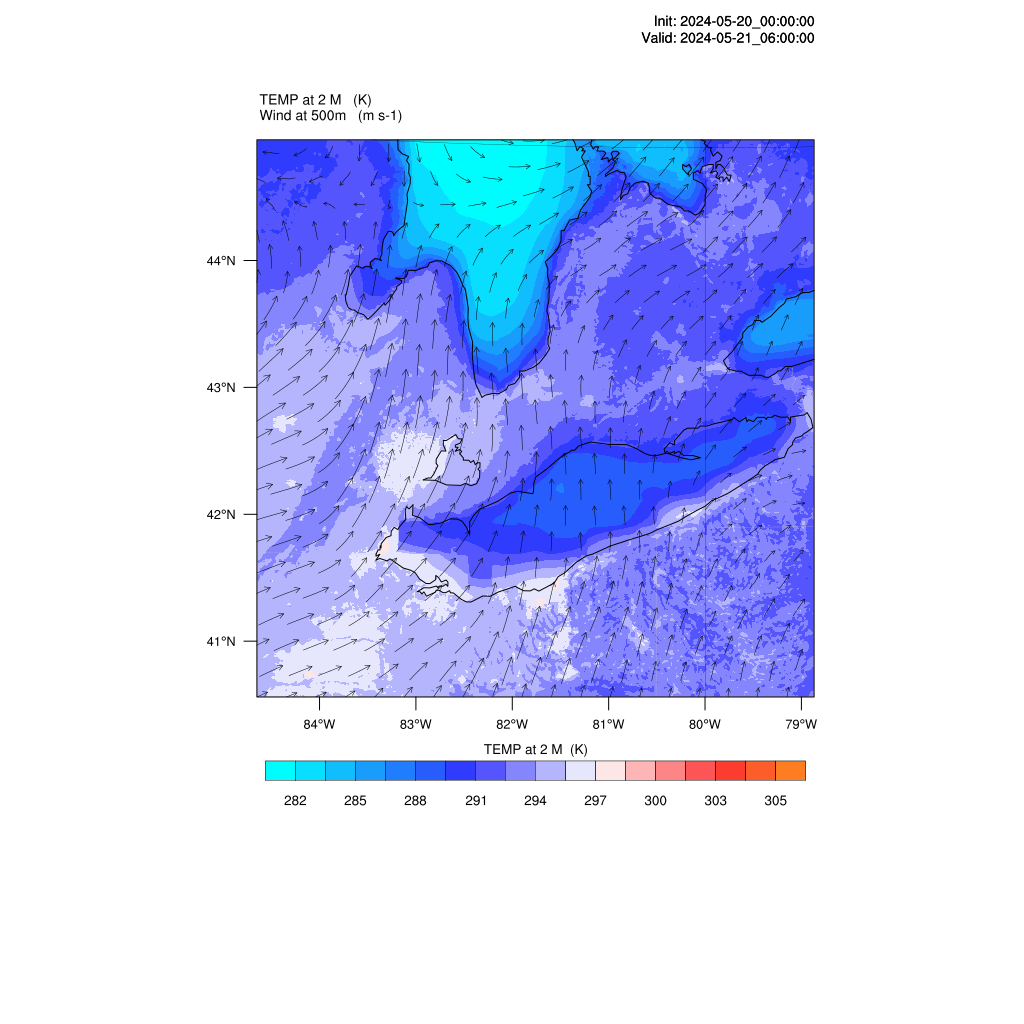 Init: 2024-05-20_00:00:00
Valid: 2024-05-21_06:00:00
TEMP at 2 M (K)
Wind at 500m (m s-1)
44°N
43°N
42°N
41°N
84°W 83°W 82°W 81°W 80°W 79°W
TEMP at 2 M (K)
282 285 288 291 294 297 300 303 305